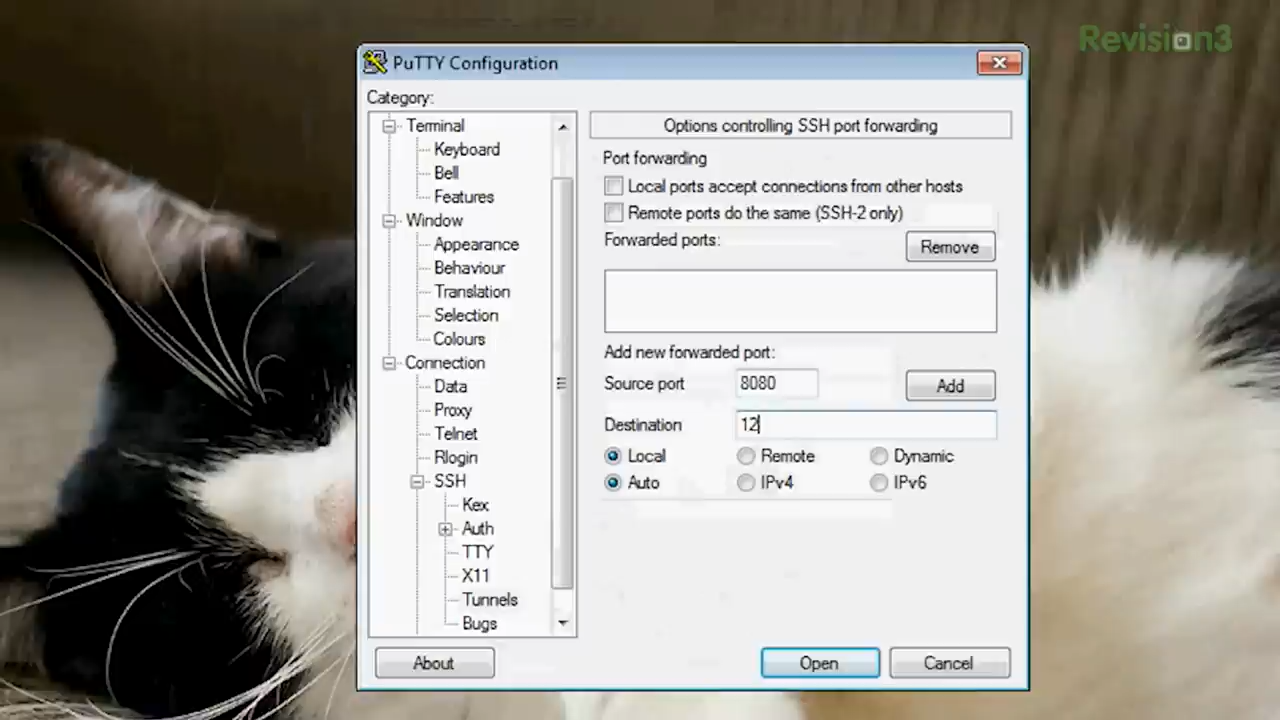 Revision3
PuTTY Configuration
Category:
Terminal
Keyboard
Bell
Features
Window
Appearance
Behaviour
Translation
Selection
Colours
Connection
Data
Proxy
Telnet
Rlogin
SSH
Kex
Auth
TTY
X11
Tunnels
Bugs
Options controlling SSH port forwarding
Port forwarding
Local ports accept connections from other hosts
Remote ports do the same (SSH-2 only)
Forwarded ports:
Remove
Add new forwarded port:
Source port 8080 Add
Destination 12
Local Remote Dynamic
Auto IPv4 IPv6
About Open Cancel